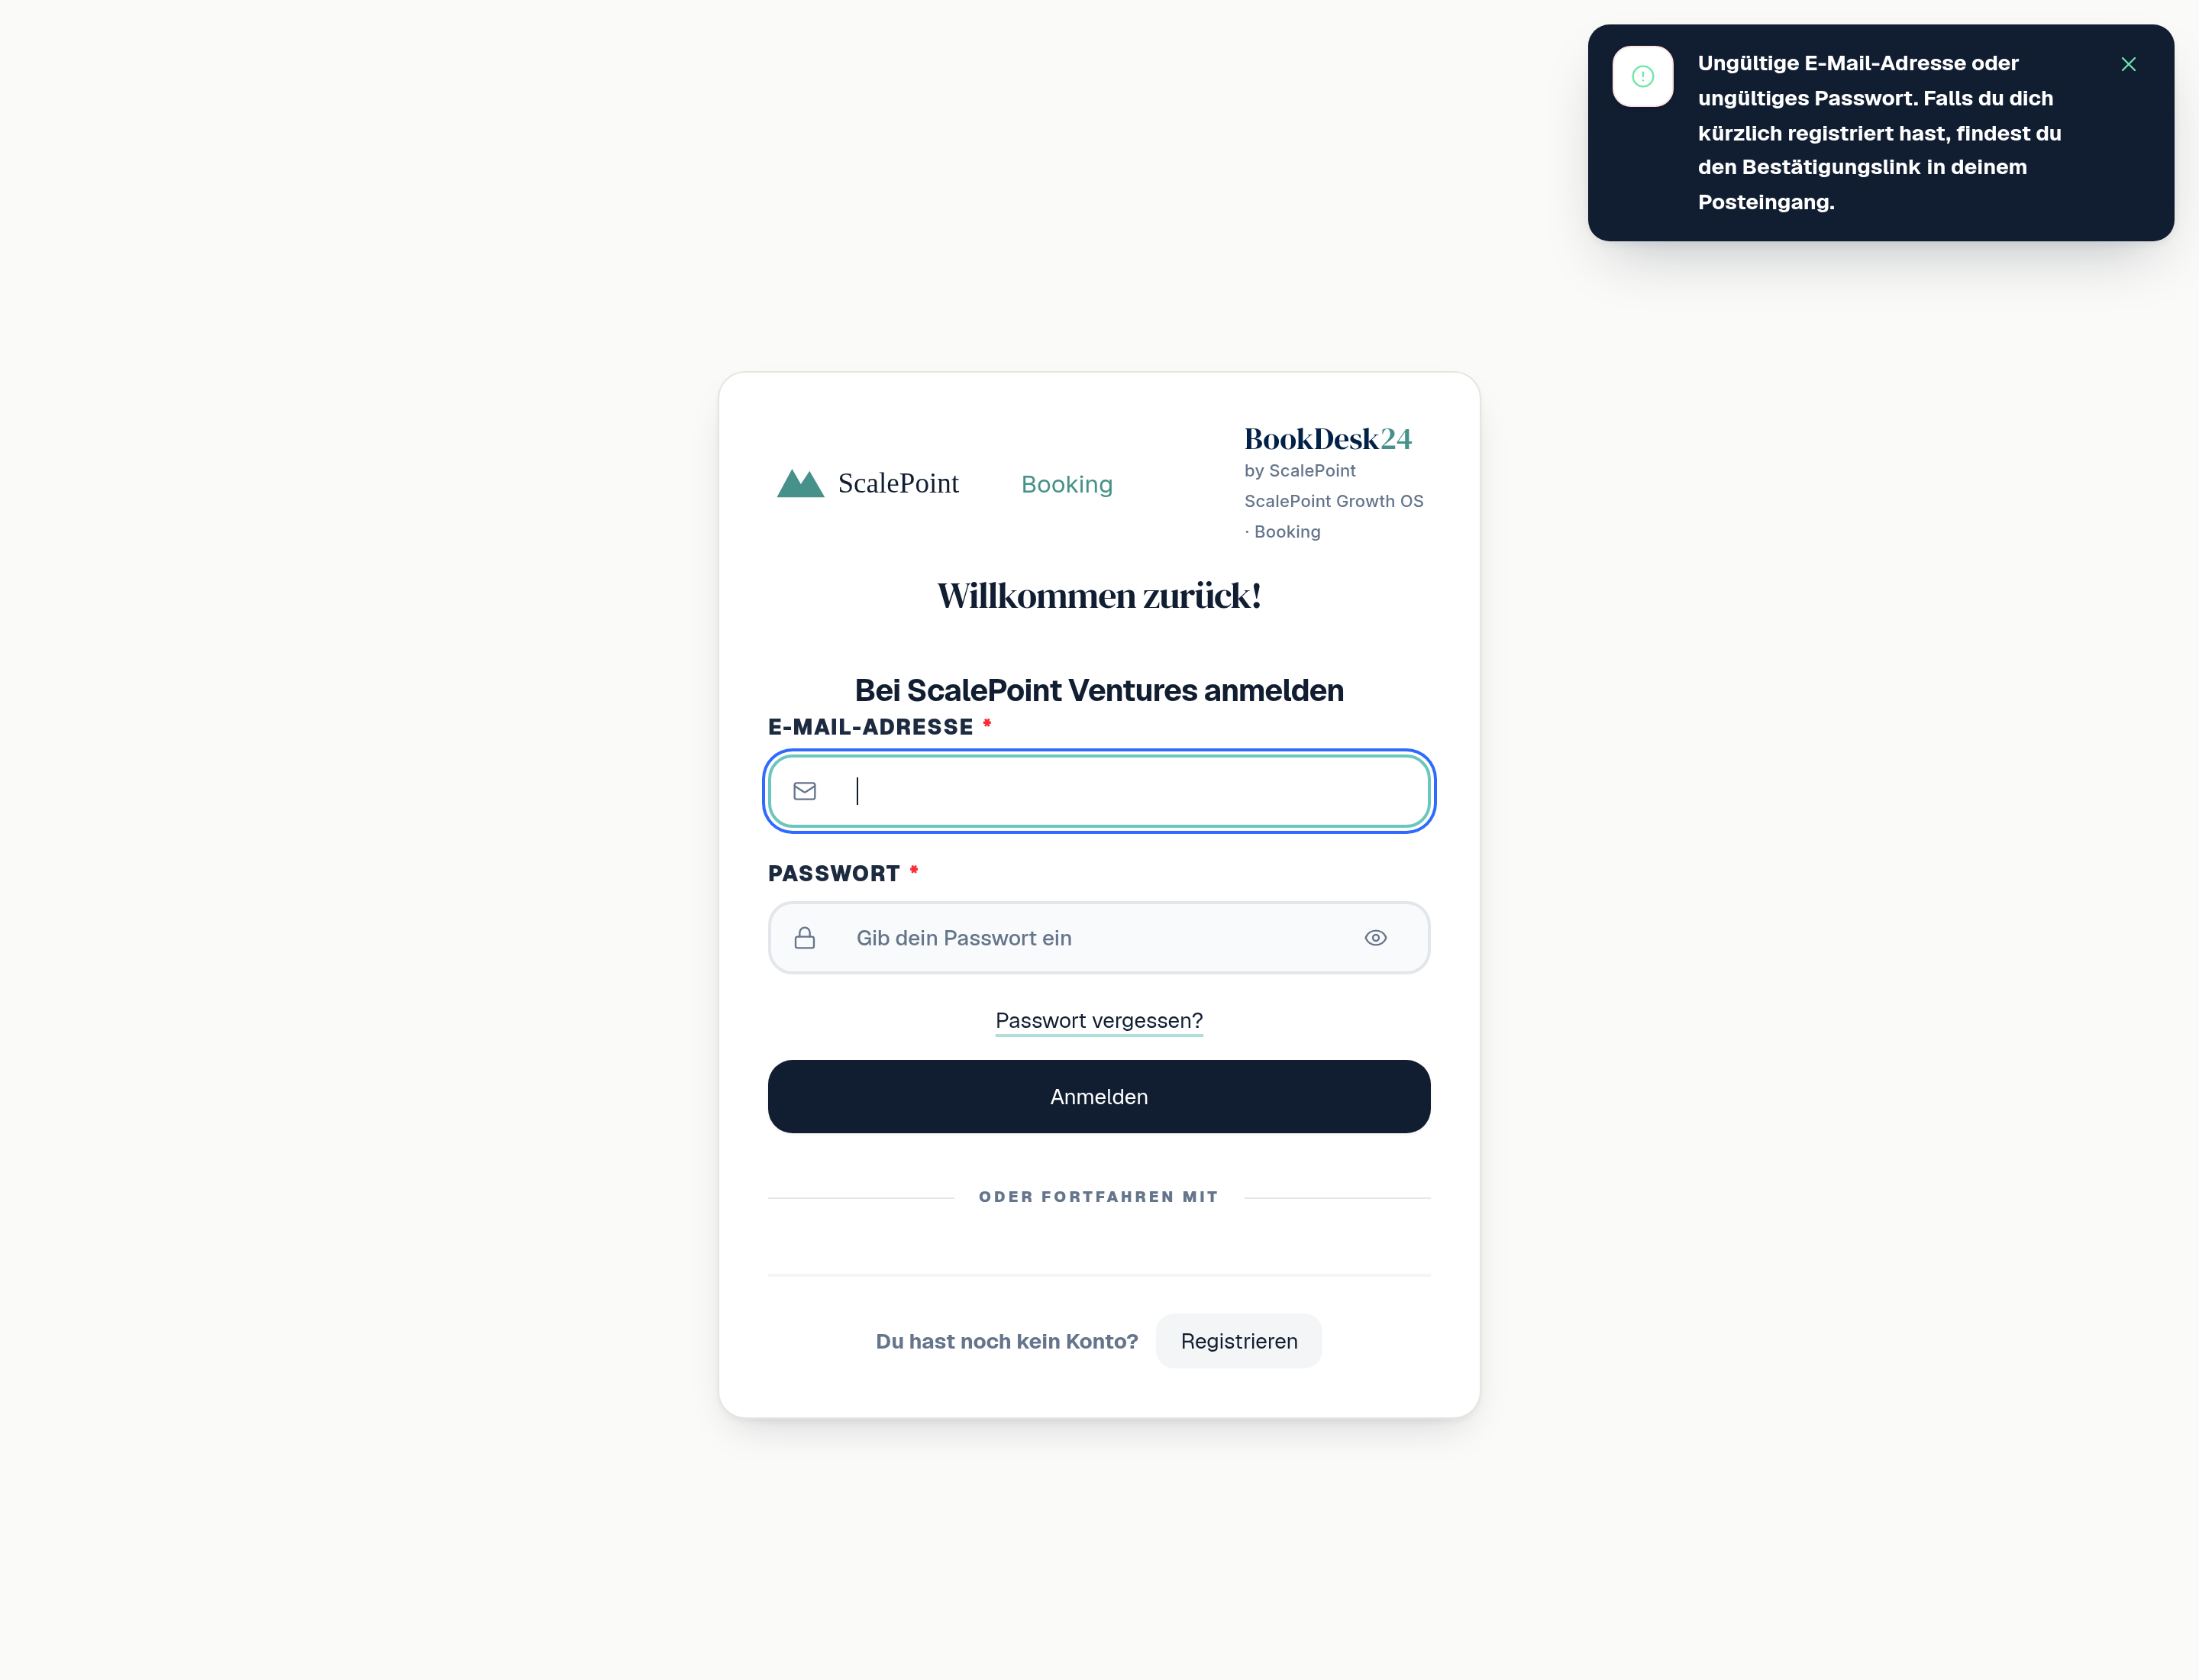 Ungültige E-Mail-Adresse oder
ungültiges Passwort. Falls du dich
kürzlich registriert hast, findest du
den Bestätigungslink in deinem
Posteingang.
ScalePoint Booking
BookDesk24
by ScalePoint
ScalePoint Growth OS
· Booking
Willkommen zurück!
Bei ScalePoint Ventures anmelden
E-MAIL-ADRESSE *
PASSWORT *
Gib dein Passwort ein
Passwort vergessen?
Anmelden
ODER FORTFAHREN MIT
Du hast noch kein Konto? Registrieren